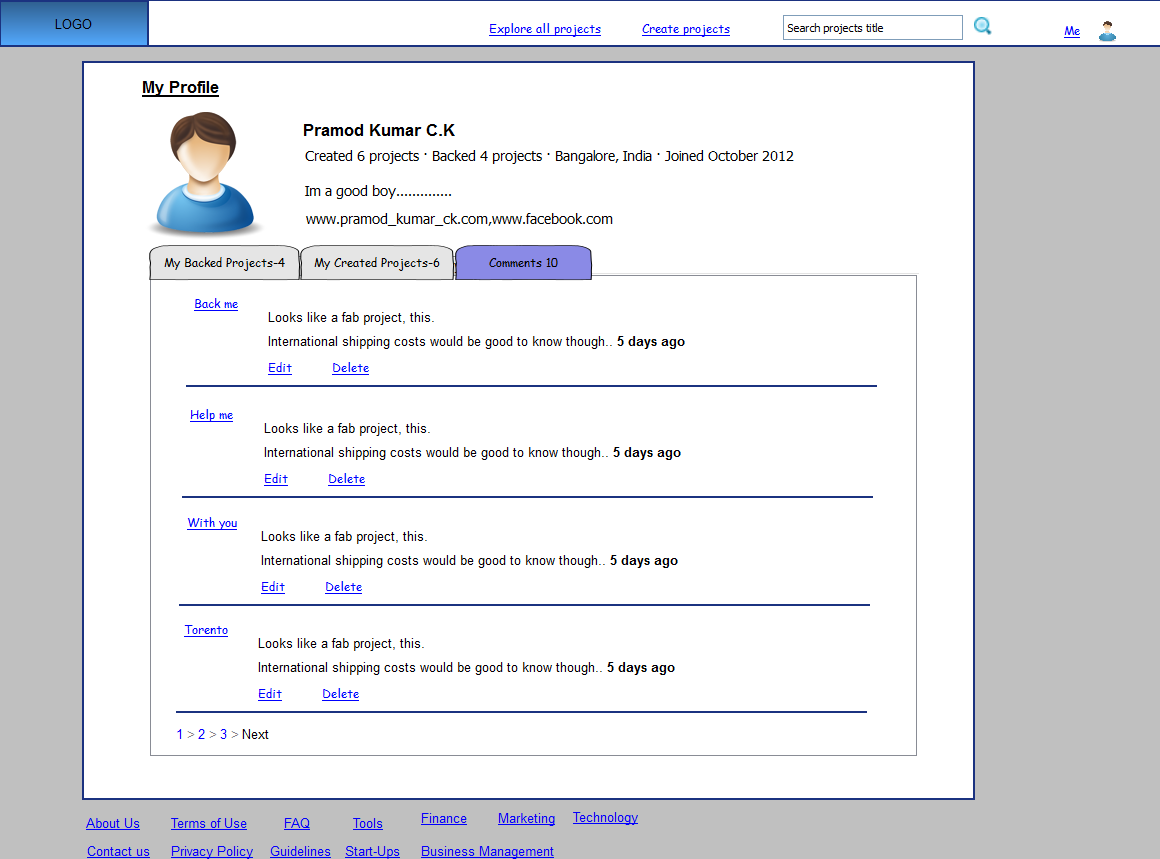 LOGO
Explore all projects Create projects Search projects title Me
My Profile
Pramod Kumar C.K
Created 6 projects · Backed 4 projects · Bangalore, India · Joined October 2012
Im a good boy..............
www.pramod_kumar_ck.com,www.facebook.com
My Backed Projects-4 My Created Projects-6 Comments 10
Back me
Looks like a fab project, this.
International shipping costs would be good to know though.. 5 days ago
Edit Delete
Help me
Looks like a fab project, this.
International shipping costs would be good to know though.. 5 days ago
Edit Delete
With you
Looks like a fab project, this.
International shipping costs would be good to know though.. 5 days ago
Edit Delete
Torento
Looks like a fab project, this.
International shipping costs would be good to know though.. 5 days ago
Edit Delete
1 > 2 > 3 > Next
About Us Terms of Use FAQ Tools Finance Marketing Technology
Contact us Privacy Policy Guidelines Start-Ups Business Management